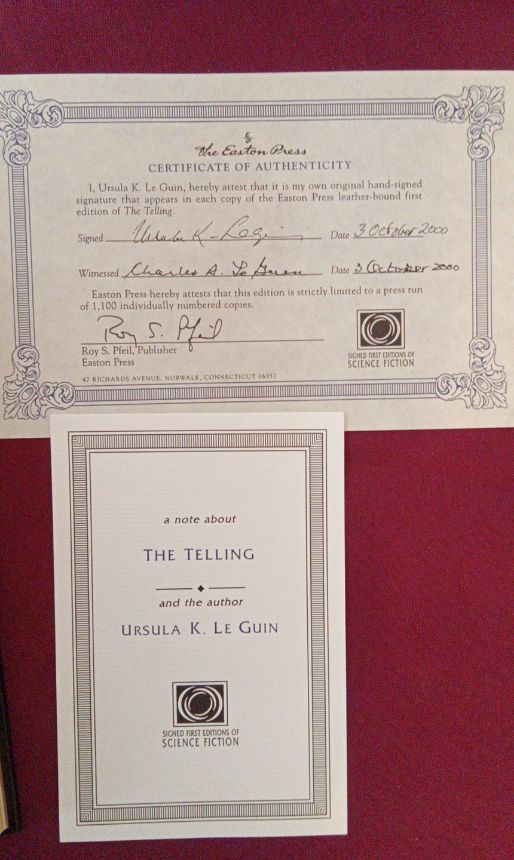 The Easton Press
CERTIFICATE OF AUTHENTICITY
I, Ursula K. Le Guin, hereby attest that it is my own original hand-signed
signature that appears in each copy of the Easton Press leather-bound first
edition of The Telling.
Signed Ursula K. Le Guin Date 3 October 2000
Witnessed Charles A. Le Guin Date 3 October 2000
Easton Press hereby attests that this edition is strictly limited to a press run
of 1,100 individually numbered copies.
Roy S. Pfeil
Roy S. Pfeil, Publisher
Easton Press
SIGNED FIRST EDITIONS OF
SCIENCE FICTION
47 RICHARDS AVENUE, NORWALK, CONNECTICUT 06857
a note about
THE TELLING
and the author
URSULA K. LE GUIN
SIGNED FIRST EDITIONS OF
SCIENCE FICTION